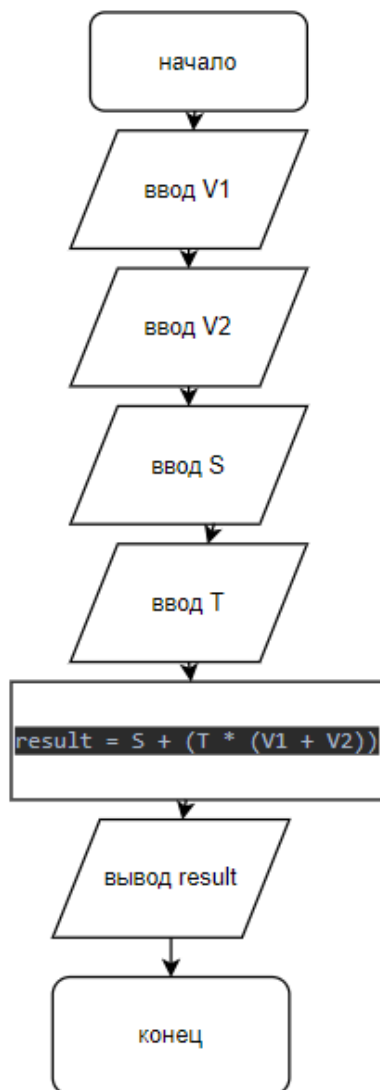 начало
ввод V1
ввод V2
ввод S
ввод T
result = S + (T * (V1 + V2))
вывод result
конец